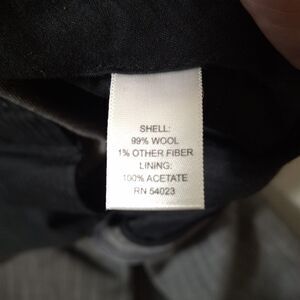 SHELL:
99% WOOL
1% OTHER FIBER
LINING:
100% ACETATE
RN 54023